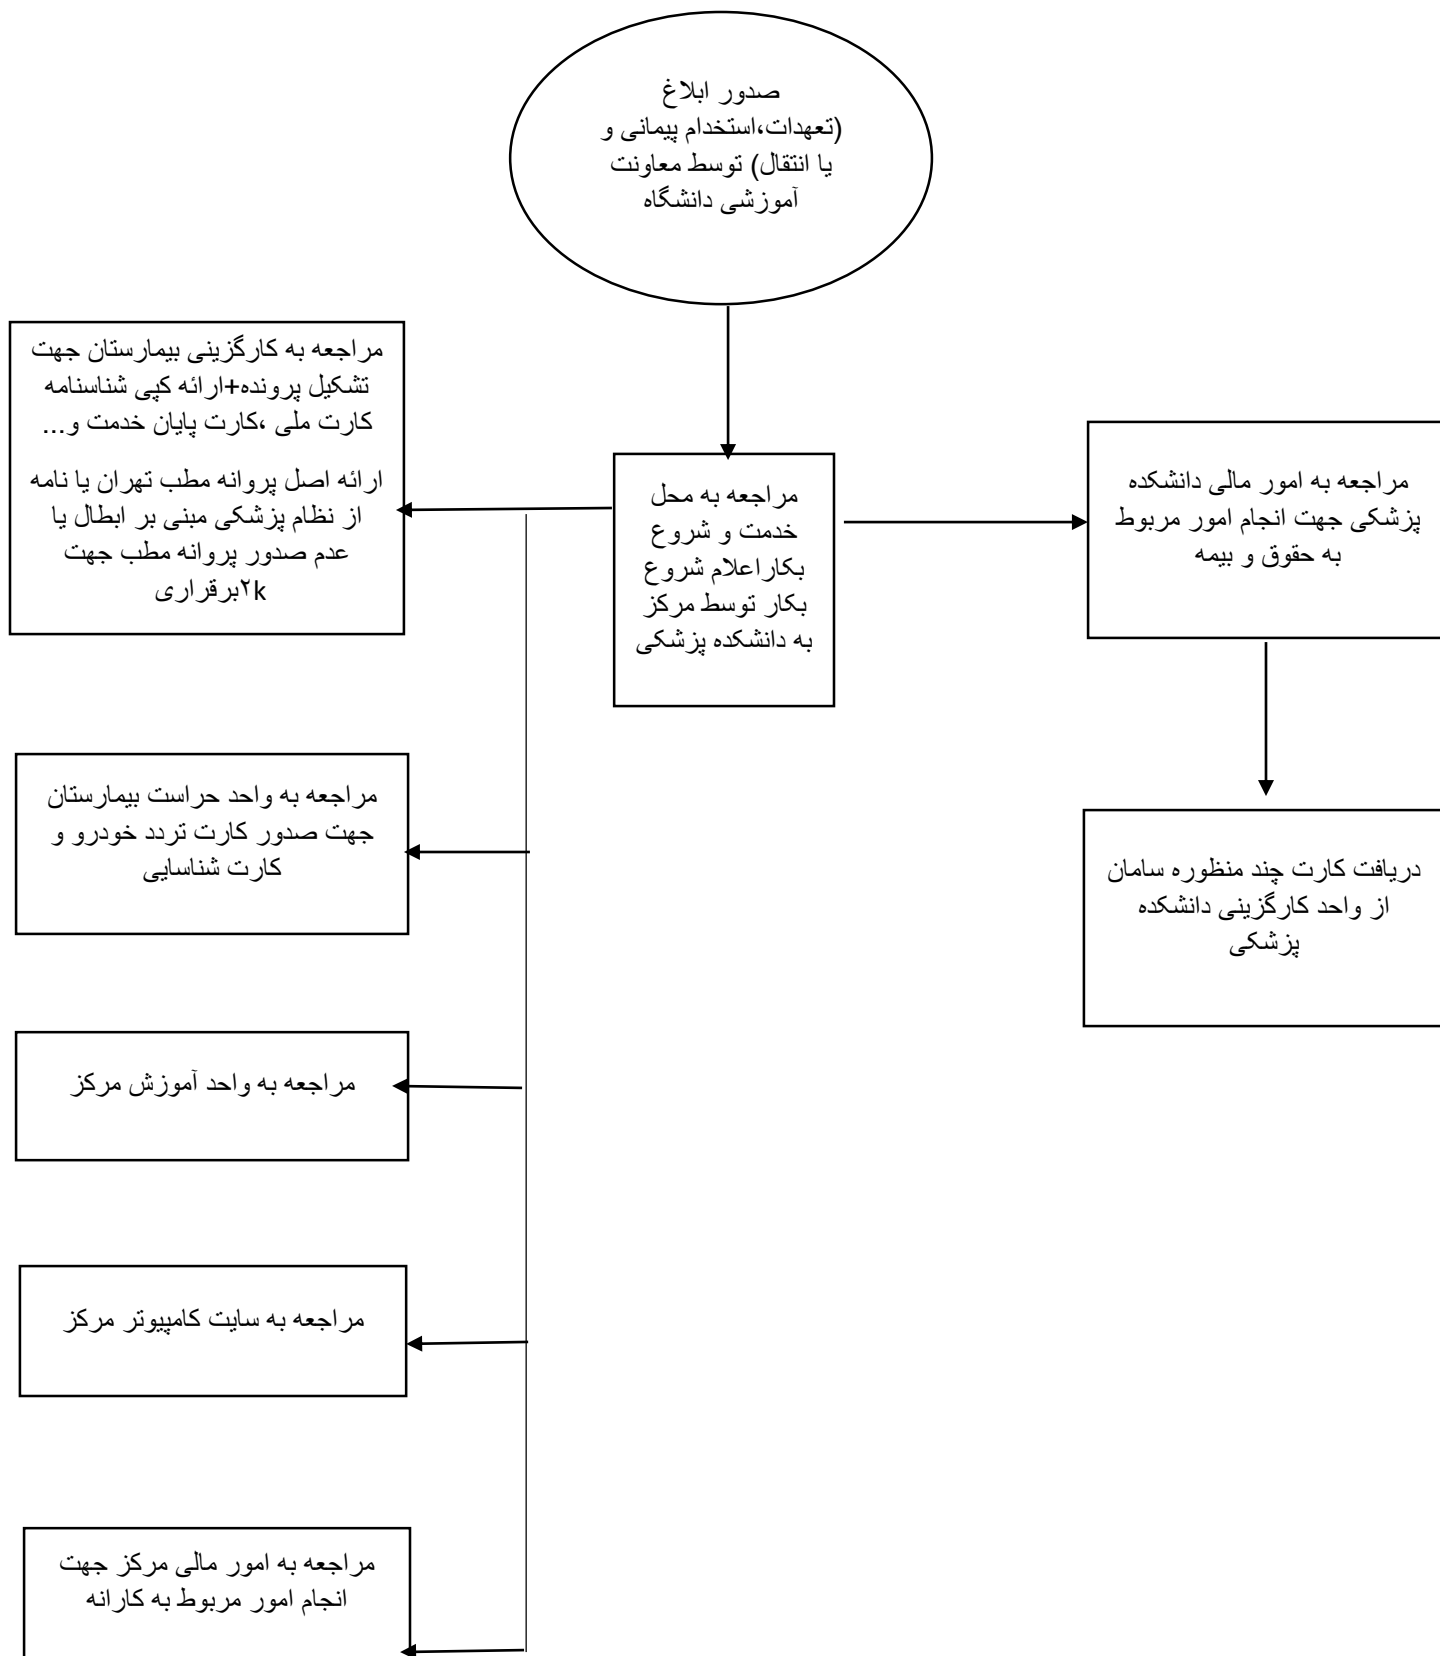 صدور ابلاغ
(تعهدات،استخدام پیمانی و
یا انتقال) توسط معاونت
آموزشی دانشگاه
مراجعه به محل
خدمت و شروع
بکاراعلام شروع
بکار توسط مرکز
به دانشکده پزشکی
مراجعه به امور مالی دانشکده
پزشکی جهت انجام امور مربوط
به حقوق و بیمه
دریافت کارت چند منظوره سامان
از واحد کارگزینی دانشکده
پزشکی
مراجعه به کارگزینی بیمارستان جهت
تشکیل پرونده+ارائه کپی شناسنامه
کارت ملی ،کارت پایان خدمت و...
ارائه اصل پروانه مطب تهران یا نامه
از نظام پزشکی مبنی بر ابطال یا
عدم صدور پروانه مطب جهت
برقراری۲k
مراجعه به واحد حراست بیمارستان
جهت صدور کارت تردد خودرو و
کارت شناسایی
مراجعه به واحد آموزش مرکز
مراجعه به سایت کامپیوتر مرکز
مراجعه به امور مالی مرکز جهت
انجام امور مربوط به کارانه